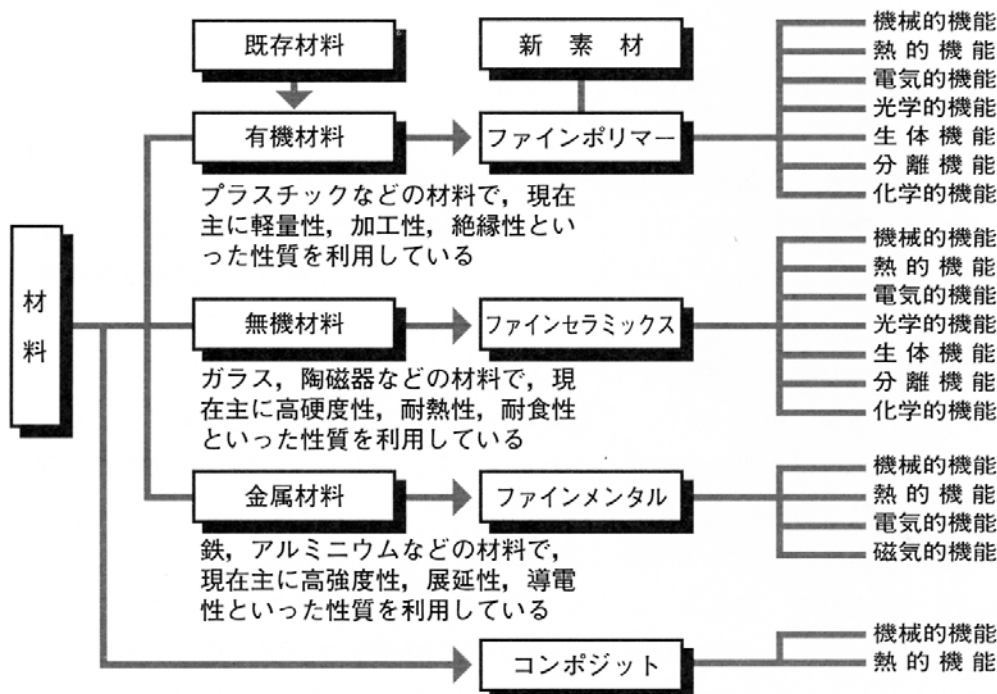 既存材料
新素材
有機材料
ファインポリマー
機械的機能
熱的機能
電気的機能
光学的機能
生体機能
分離機能
化学的機能
プラスチックなどの材料で，現在
主に軽量性，加工性，絶縁性とい
った性質を利用している
材料
無機材料
ファインセラミックス
機械的機能
熱的機能
電気的機能
光学的機能
生体機能
分離機能
化学的機能
ガラス，陶磁器などの材料で，現
在主に高硬度性，耐熱性，耐食性
といった性質を利用している
金属材料
ファインメンタル
機械的機能
熱的機能
電気的機能
磁気的機能
鉄，アルミニウムなどの材料で，
現在主に高強度性，展延性，導電
性といった性質を利用している
コンポジット
機械的機能
熱的機能